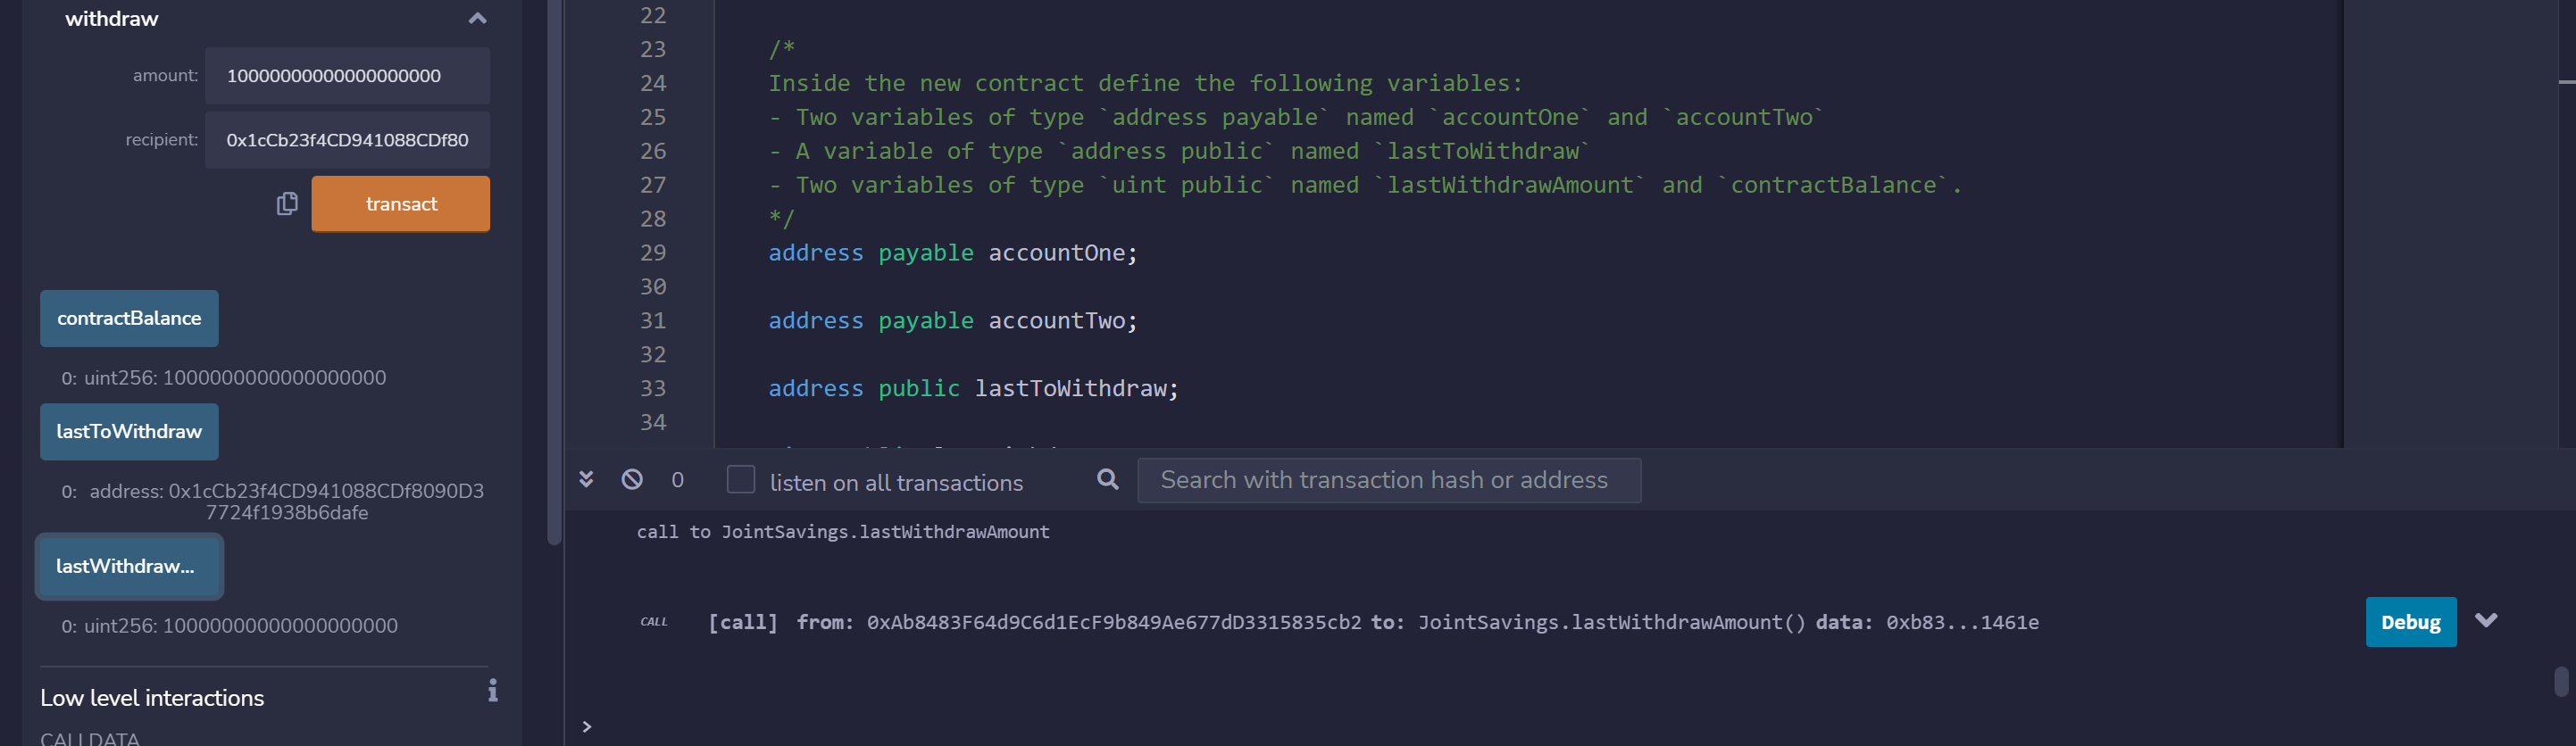 withdraw
amount: 10000000000000000000
recipient: 0x1cCb23f4CD941088CDf80
transact
contractBalance
0: uint256: 1000000000000000000
lastToWithdraw
0: address: 0x1cCb23f4CD941088CDf8090D3
7724f1938b6dafe
lastWithdraw...
0: uint256: 10000000000000000000
Low level interactions
CALLDATA
22
23 /*
24 Inside the new contract define the following variables:
25 - Two variables of type `address payable` named `accountOne` and `accountTwo`
26 - A variable of type `address public` named `lastToWithdraw`
27 - Two variables of type `uint public` named `lastWithdrawAmount` and `contractBalance`.
28 */
29 address payable accountOne;
30
31 address payable accountTwo;
32
33 address public lastToWithdraw;
34
0 listen on all transactions Search with transaction hash or address
call to JointSavings.lastWithdrawAmount
CALL [call] from: 0xAb8483F64d9C6d1EcF9b849Ae677dD3315835cb2 to: JointSavings.lastWithdrawAmount() data: 0xb83...1461e Debug
>